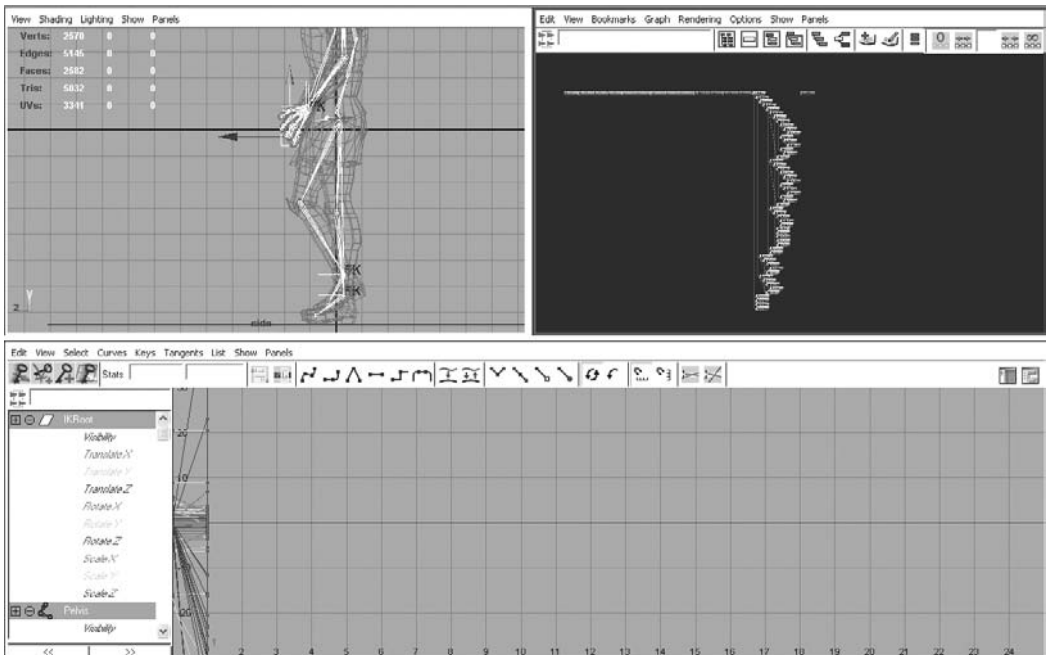 View Shading Lighting Show Panels
Verts: 2570 0 0
Edges: 5145 0 0
Faces: 2582 0 0
Tris: 5032 0 0
UVs: 3341 0 0
K
K
K
Z Y
side
Edit View Bookmarks Graph Rendering Options Show Panels
0
Edit View Select Curves Keys Tangents List Show Panels
Stats
IKRoot
Visibility
Translate X
Translate Y
Translate Z
Rotate X
Rotate Y
Rotate Z
Scale X
Scale Y
Scale Z
Pelvis
Visibility
<< >>
20
10
1 2 3 4 5 6 7 8 9 10 11 12 13 14 15 16 17 18 19 20 21 22 23 24